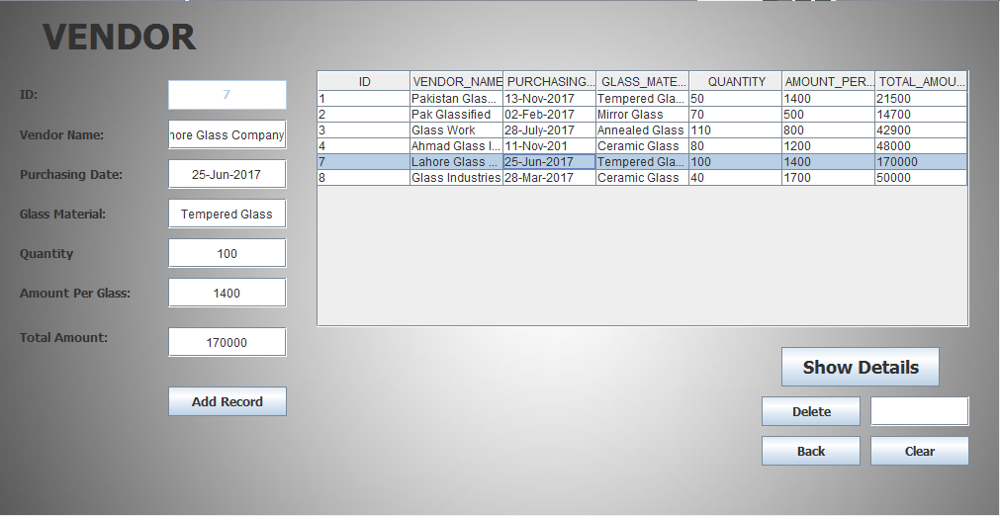 VENDOR
ID: 7
Vendor Name: hore Glass Company
Purchasing Date: 25-Jun-2017
Glass Material: Tempered Glass
Quantity 100
Amount Per Glass: 1400
Total Amount: 170000
Add Record
ID VENDOR_NAME PURCHASING... GLASS_MATE... QUANTITY AMOUNT_PER... TOTAL_AMOU...
1 Pakistan Glas... 13-Nov-2017 Tempered Gla... 50 1400 21500
2 Pak Glassified 02-Feb-2017 Mirror Glass 70 500 14700
3 Glass Work 28-July-2017 Annealed Glass 110 800 42900
4 Ahmad Glass I... 11-Nov-201 Ceramic Glass 80 1200 48000
7 Lahore Glass ... 25-Jun-2017 Tempered Gla... 100 1400 170000
8 Glass Industries 28-Mar-2017 Ceramic Glass 40 1700 50000
Show Details
Delete
Back Clear